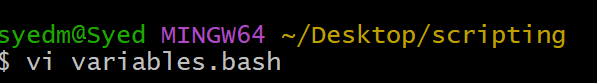 syedm@Syed MINGW64 ~/Desktop/scripting
$ vi variables.bash